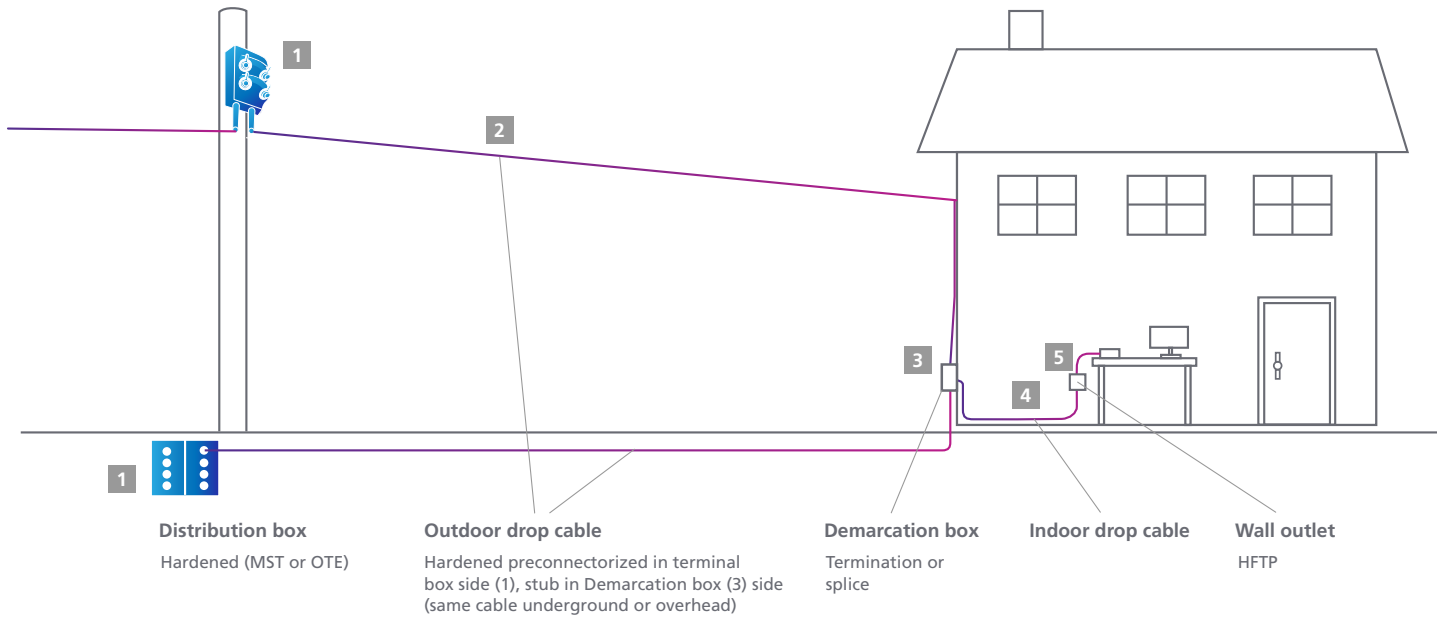 1
2
3
5
4
1
Distribution box
Hardened (MST or OTE)
Outdoor drop cable
Hardened preconnectorized in terminal
box side (1), stub in Demarcation box (3) side
(same cable underground or overhead)
Demarcation box
Termination or
splice
Indoor drop cable
Wall outlet
HFTP